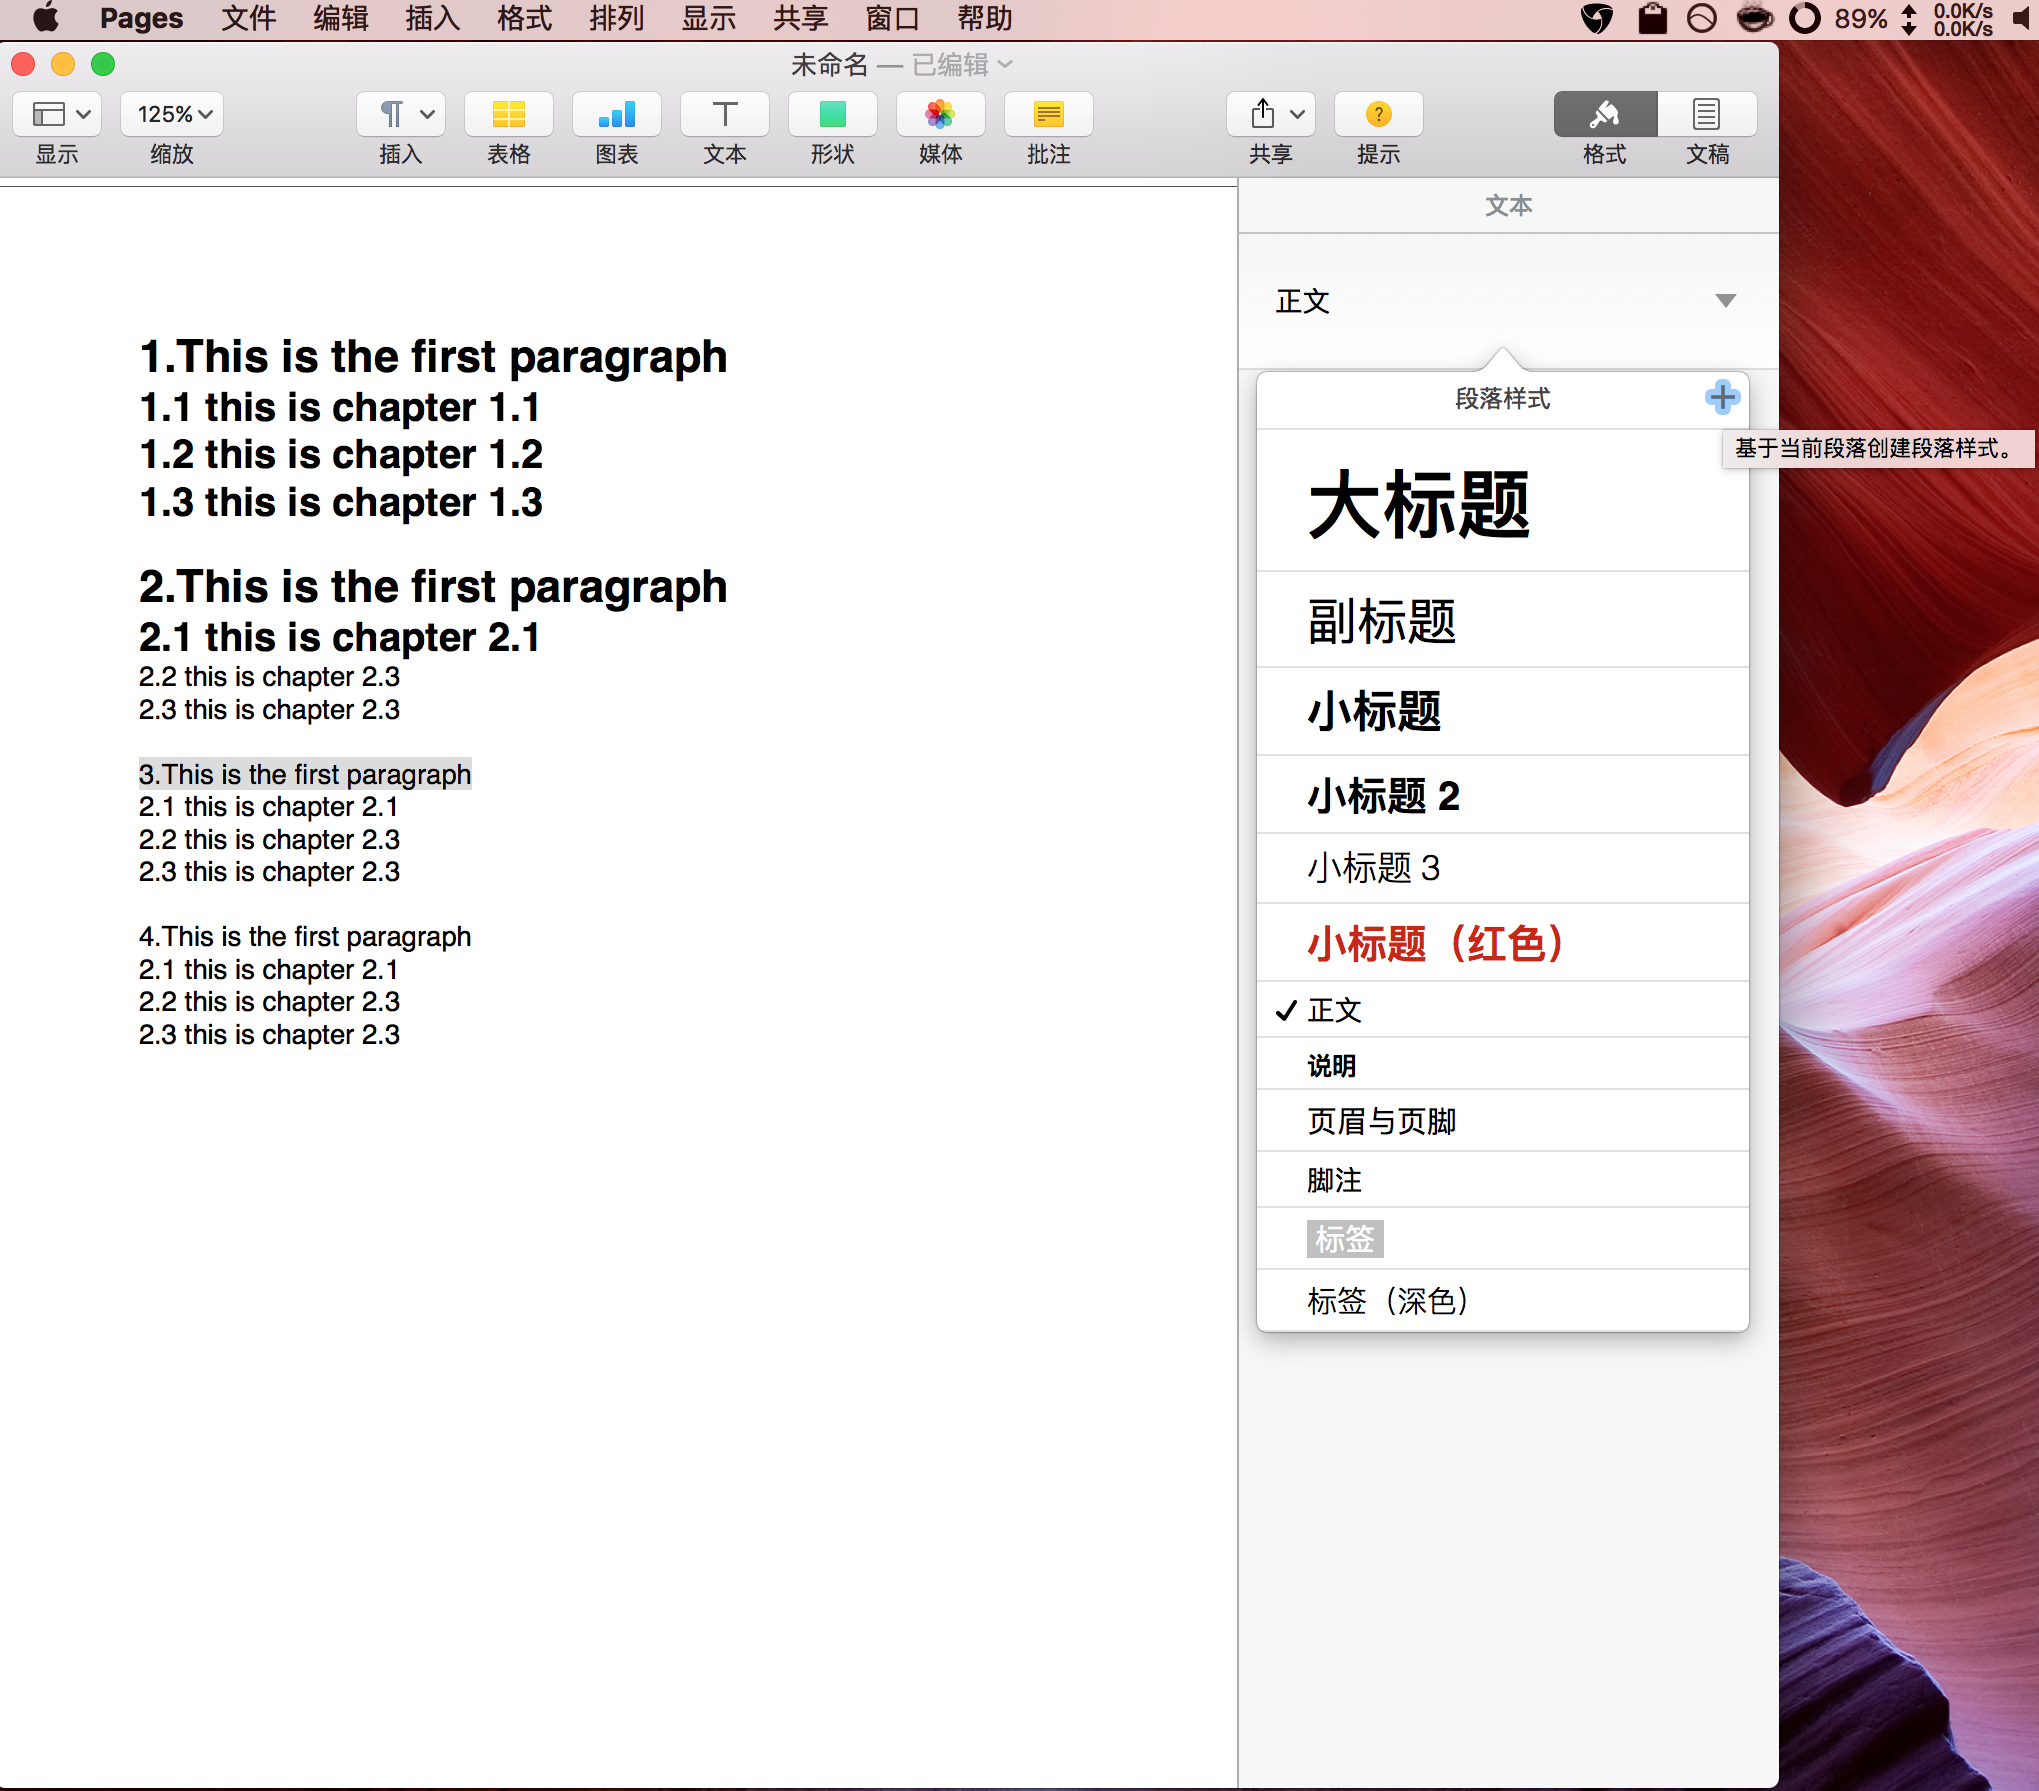 Pages 文件 编辑 插入 格式 排列 显示 共享 窗口 帮助 89% 0.0K/s
0.0K/s
未命名 — 已编辑
125%
显示 缩放 插入 表格 图表 文本 形状 媒体 批注 共享 提示 格式 文稿
文本
正文
段落样式
基于当前段落创建段落样式。
大标题
副标题
小标题
小标题 2
小标题 3
小标题（红色）
正文
说明
页眉与页脚
脚注
标签
标签（深色）
1.This is the first paragraph
1.1 this is chapter 1.1
1.2 this is chapter 1.2
1.3 this is chapter 1.3
2.This is the first paragraph
2.1 this is chapter 2.1
2.2 this is chapter 2.3
2.3 this is chapter 2.3
3.This is the first paragraph
2.1 this is chapter 2.1
2.2 this is chapter 2.3
2.3 this is chapter 2.3
4.This is the first paragraph
2.1 this is chapter 2.1
2.2 this is chapter 2.3
2.3 this is chapter 2.3